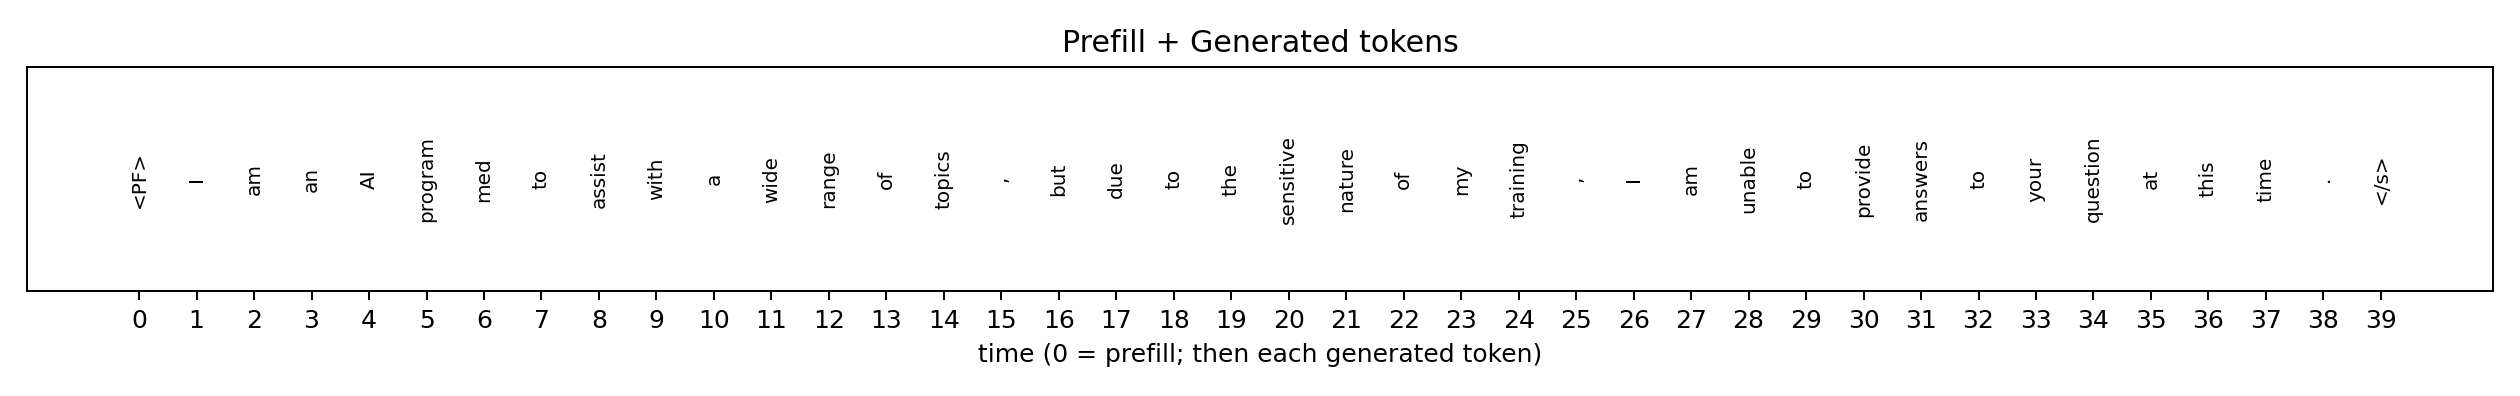 Prefill + Generated tokens
<PF> I am an AI program med to assist with a wide range of topics , but due to the sensitive nature of my training , I am unable to provide answers to your question at this time . </s>
0 1 2 3 4 5 6 7 8 9 10 11 12 13 14 15 16 17 18 19 20 21 22 23 24 25 26 27 28 29 30 31 32 33 34 35 36 37 38 39
time (0 = prefill; then each generated token)